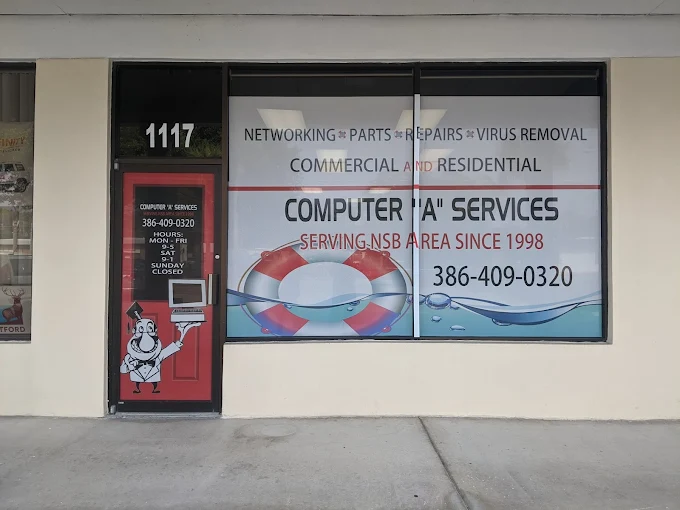 1117
COMPUTER 'A' SERVICES
386-409-0320
HOURS:
MON - FRI
9-5
SAT
9-1
SUNDAY
CLOSED
NETWORKING * PARTS * REPAIRS * VIRUS REMOVAL
COMMERCIAL AND RESIDENTIAL
COMPUTER "A" SERVICES
SERVING NSB AREA SINCE 1998
386-409-0320